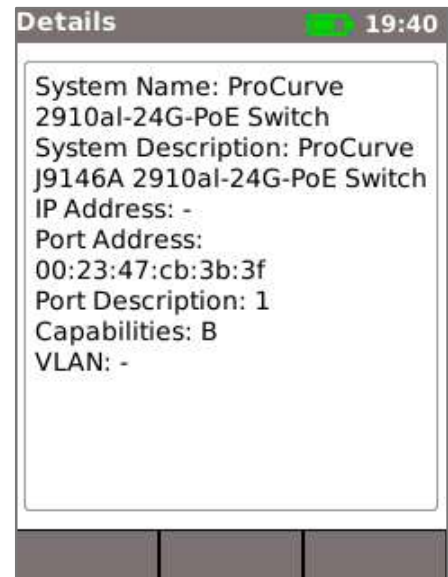 Details
19:40
System Name: ProCurve
2910al-24G-PoE Switch
System Description: ProCurve
J9146A 2910al-24G-PoE Switch
IP Address: -
Port Address:
00:23:47:cb:3b:3f
Port Description: 1
Capabilities: B
VLAN: -